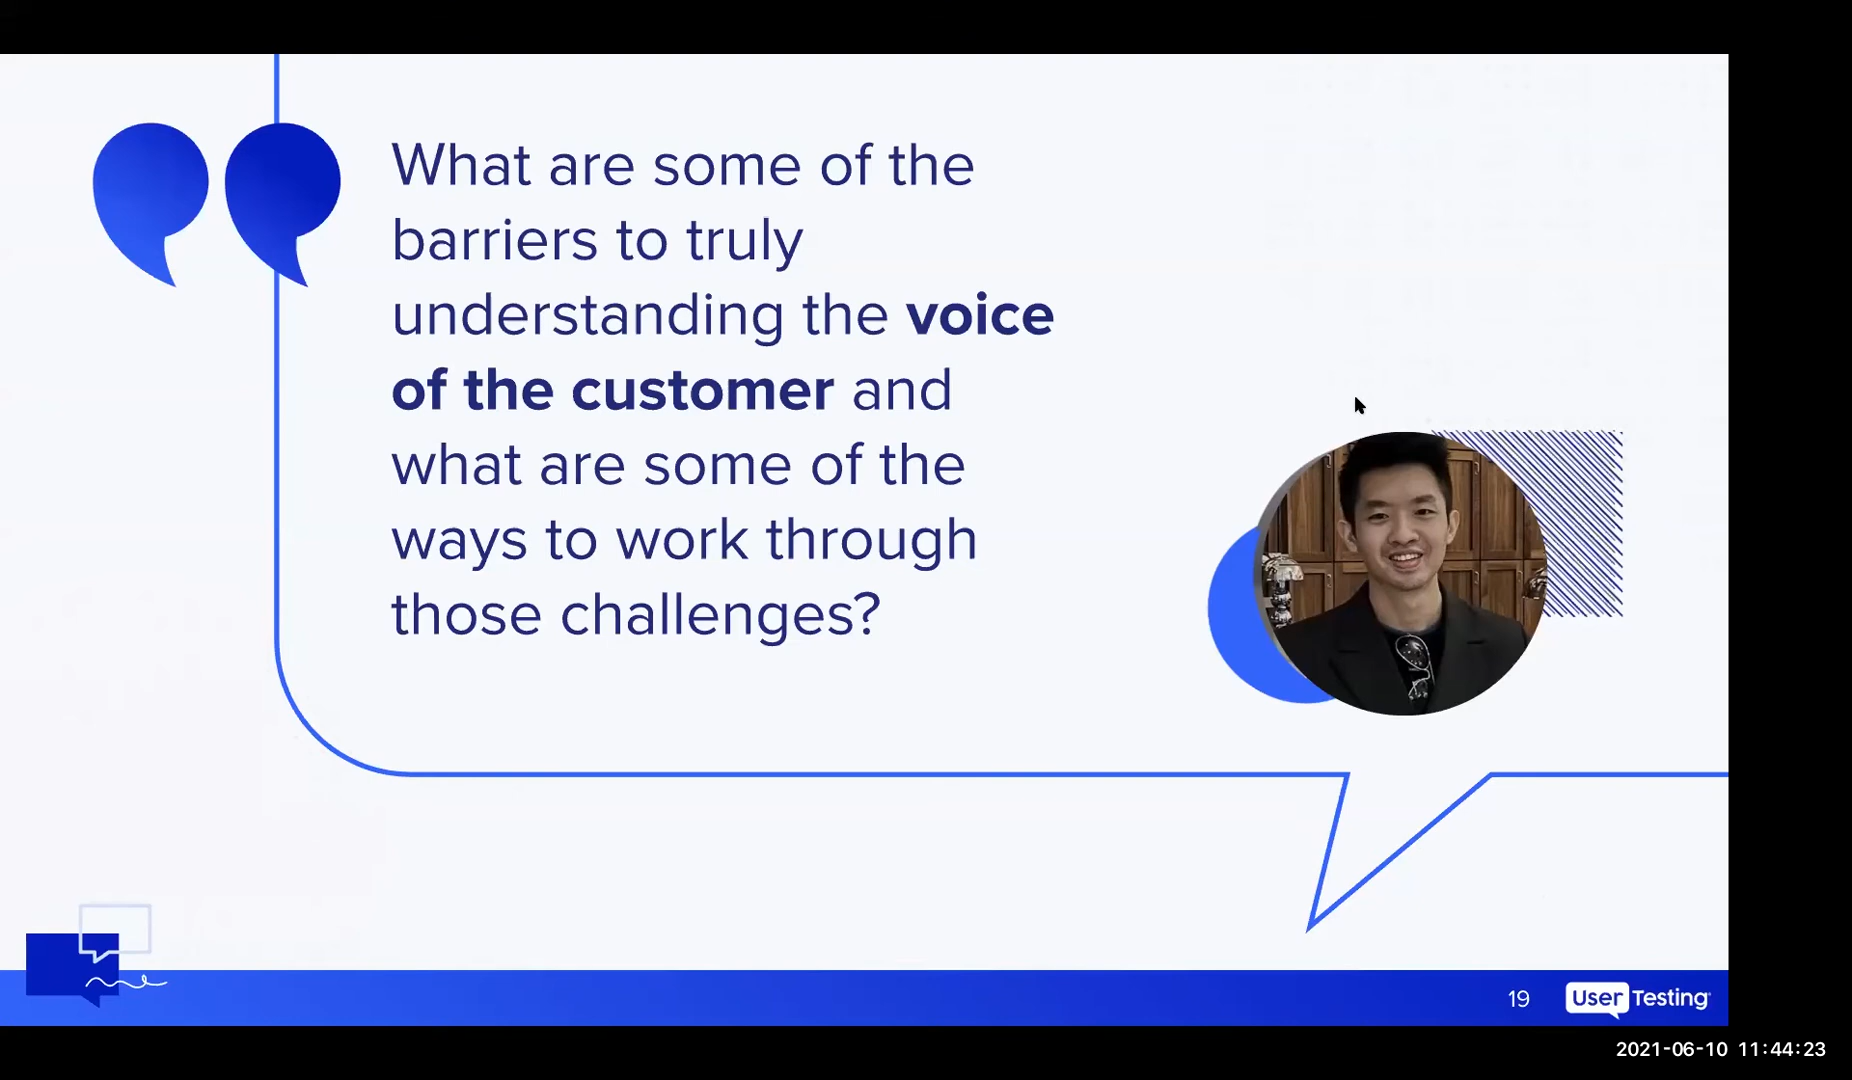 What are some of the
barriers to truly
understanding the voice
of the customer and
what are some of the
ways to work through
those challenges?
19
User Testing
2021-06-10 11:44:23